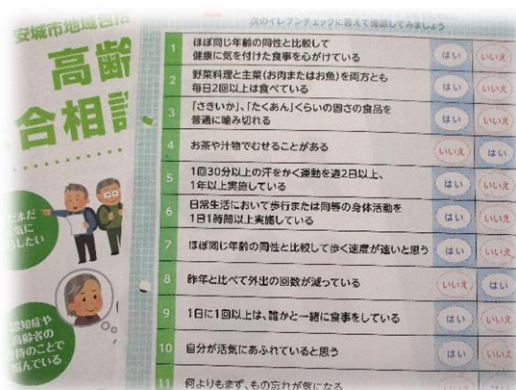 安城市地域包括
高齢
合相談
気に
らしたい
認知症や
高齢者の
悩んでいる
次のイレブンチェックに答えて確認してみましょう
1 ほぼ同じ年齢の同性と比較して
健康に気を付けた食事を心がけている はい いいえ
2 野菜料理と主菜(お肉またはお魚)を両方とも
毎日2回以上は食べている はい いいえ
3 「さきいか」、「たくあん」くらいの固さの食品を
普通に噛み切れる はい いいえ
4 お茶や汁物でむせることがある いいえ はい
5 1回30分以上の汗をかく運動を週2日以上、
1年以上実施している はい いいえ
6 日常生活において歩行または同等の身体活動を
1日1時間以上実施している はい いいえ
7 ほぼ同じ年齢の同性と比較して歩く速度が速いと思う はい いいえ
8 昨年と比べて外出の回数が減っている いいえ はい
9 1日に1回以上は、誰かと一緒に食事をしている はい いいえ
10 自分が活気にあふれていると思う はい いいえ
11 何よりもまず、もの忘れが気になる